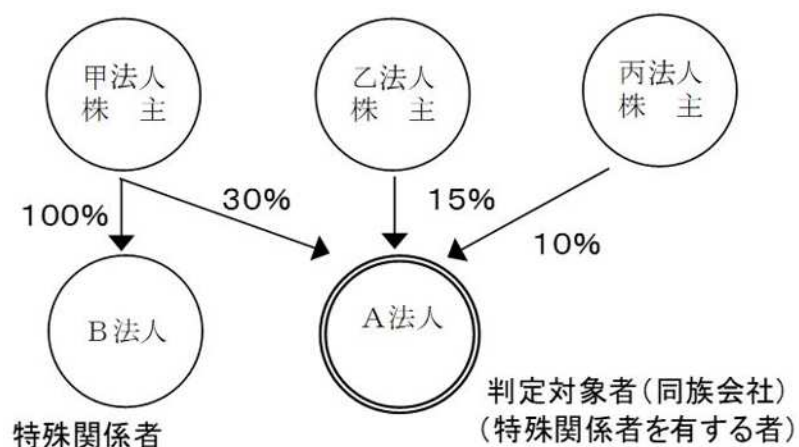 甲法人
株　主
乙法人
株　主
丙法人
株　主
100%
30%
15%
10%
B法人
A法人
特殊関係者
判定対象者(同族会社)
(特殊関係者を有する者)